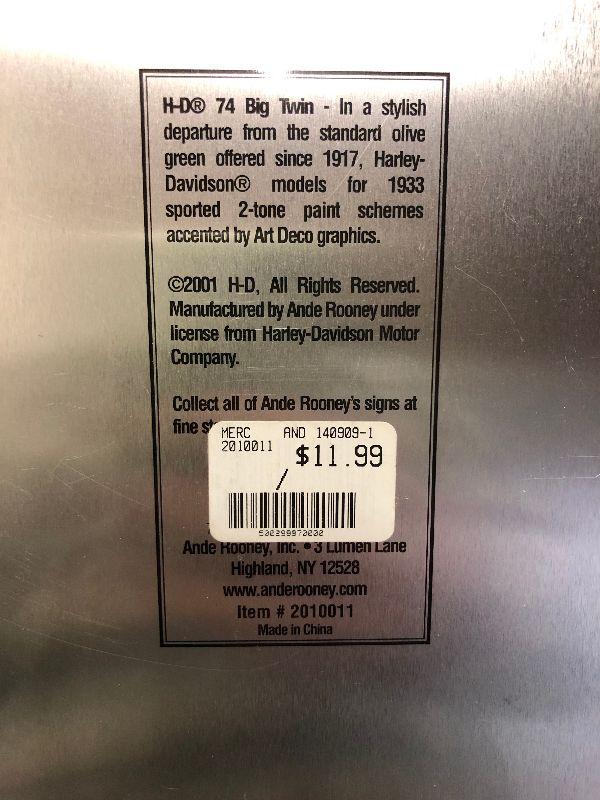 H-D® 74 Big Twin - In a stylish
departure from the standard olive
green offered since 1917, Harley-
Davidson® models for 1933
sported 2-tone paint schemes
accented by Art Deco graphics.
©2001 H-D, All Rights Reserved.
Manufactured by Ande Rooney under
license from Harley-Davidson Motor
Company.
Collect all of Ande Rooney's signs at
fine
MERC AND 140909-1
2010011 $11.99
Ande Rooney, Inc. • 3 Lumen Lane
Highland, NY 12528
www.anderooney.com
Item # 2010011
Made in China